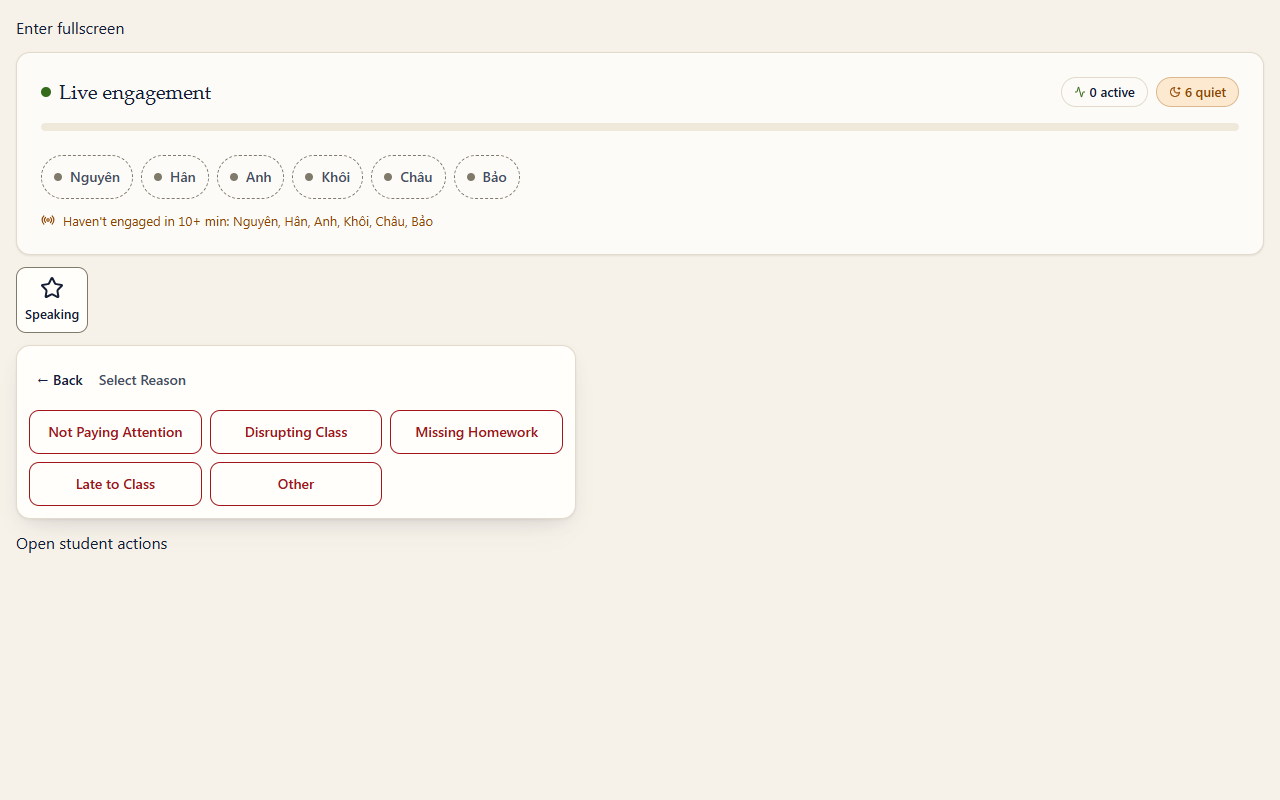 Enter fullscreen
Live engagement
0 active
6 quiet
Nguyên
Hân
Anh
Khôi
Châu
Bảo
Haven't engaged in 10+ min: Nguyên, Hân, Anh, Khôi, Châu, Bảo
Speaking
← Back
Select Reason
Not Paying Attention
Disrupting Class
Missing Homework
Late to Class
Other
Open student actions